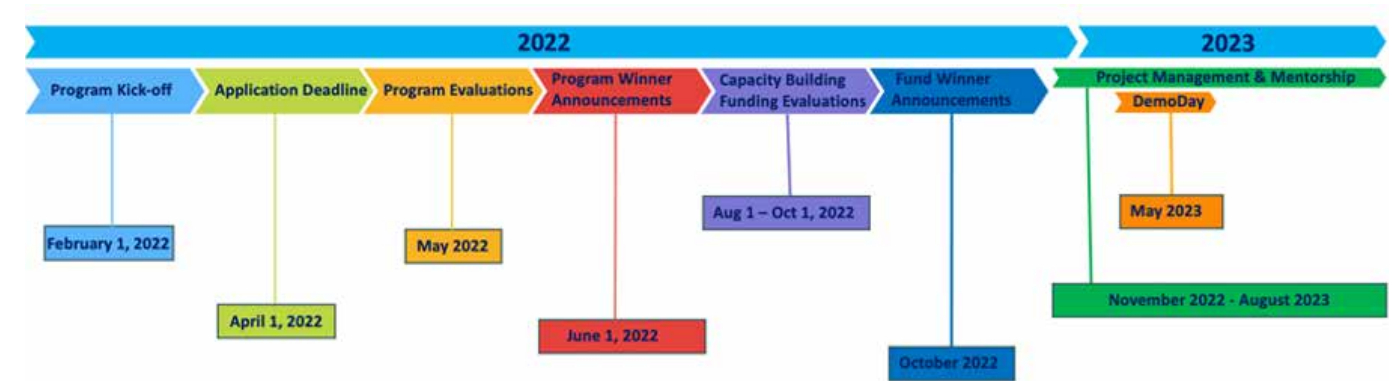 2022
2023
Program Kick-off
Application Deadline
Program Evaluations
Program Winner
Announcements
Capacity Building
Funding Evaluations
Fund Winner
Announcements
Project Management & Mentorship
DemoDay
February 1, 2022
April 1, 2022
May 2022
June 1, 2022
Aug 1 – Oct 1, 2022
October 2022
May 2023
November 2022 - August 2023